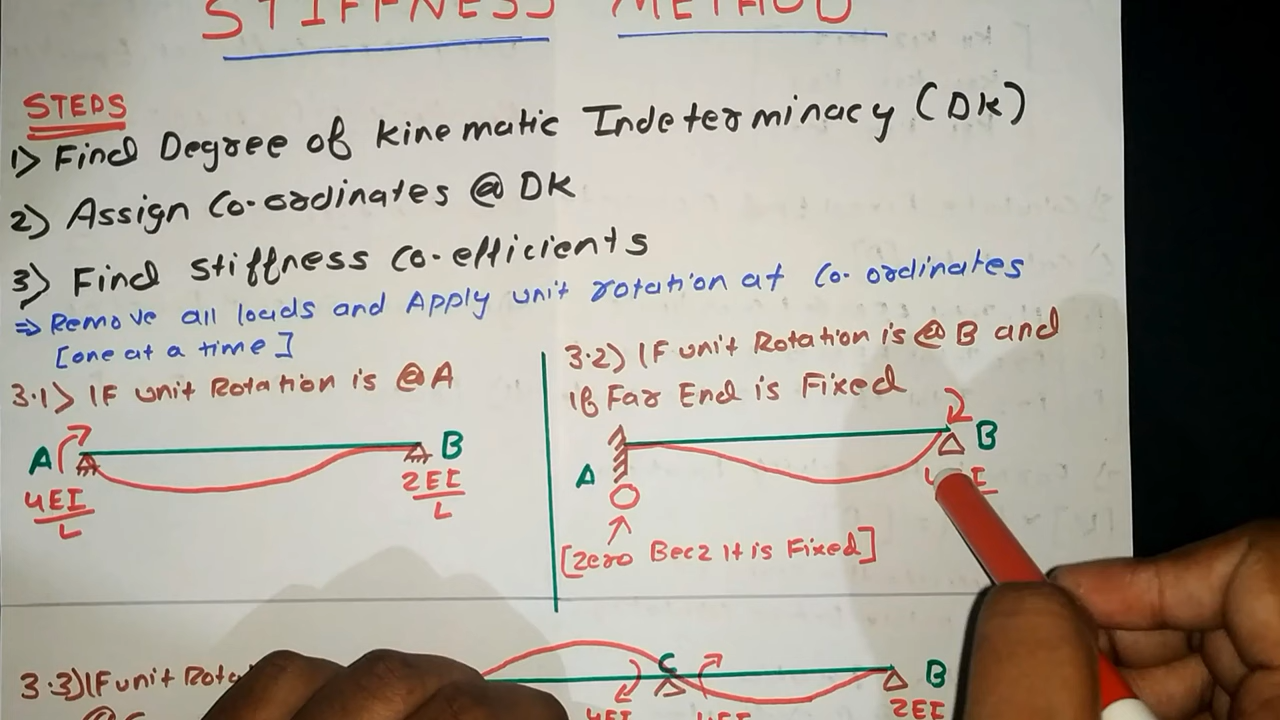 STIFFNESS METHOD
STEPS
1) Find Degree of kinematic Indeterminacy (DK)
2) Assign Co-ordinates @ DK
3) Find stiffness Co-efficients
⇒ Remove all loads and Apply unit rotation at Co-ordinates
[one at a time]
3.1) IF unit Rotation is @ A
A B
4EI/L 2EI/L
3.2) IF unit Rotation is @ B and
if Far End is Fixed
A B
0
[zero Becz It is Fixed]
3.3) IF unit
C B
4EI 4EI 2EI